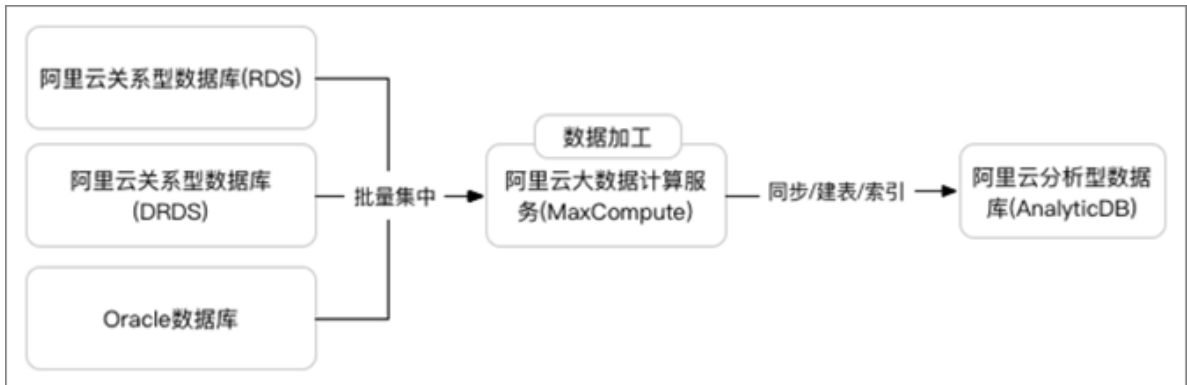 阿里云关系型数据库(RDS)
阿里云关系型数据库
(DRDS)
Oracle数据库
批量集中
数据加工
阿里云大数据计算服
务(MaxCompute)
同步/建表/索引
阿里云分析型数据
库(AnalyticDB)